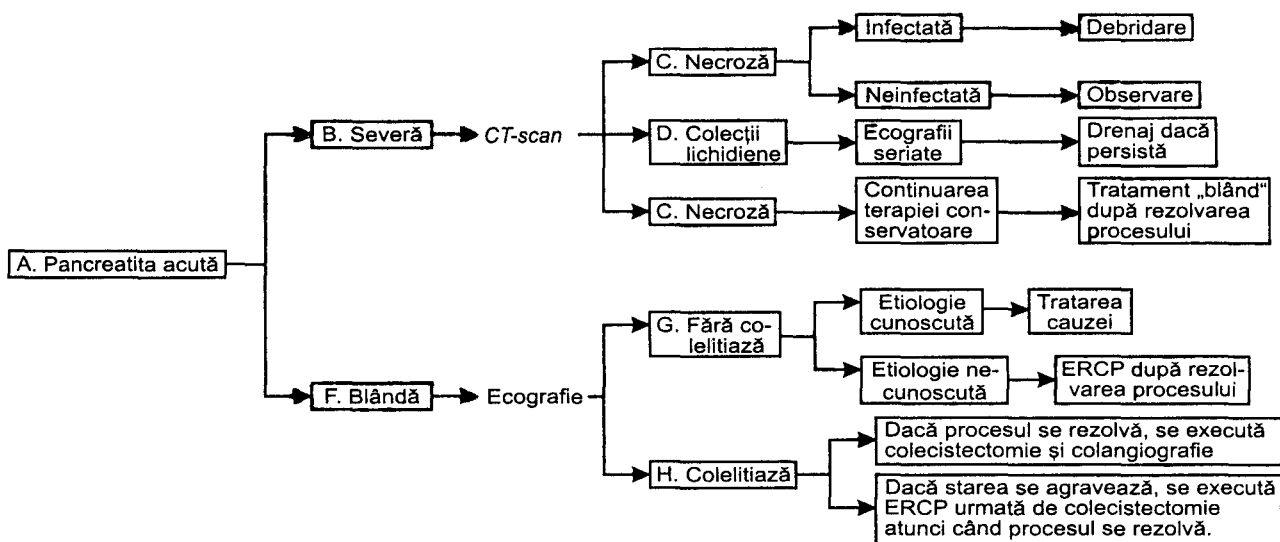 Infectată
Debridare
C. Necroză
Neinfectată
Observare
B. Severă
CT-scan
D. Colecții
lichidiene
Ecografii
seriate
Drenaj dacă
persistă
C. Necroză
Continuarea
terapiei con-
servatoare
Tratament „blând“
după rezolvarea
procesului
A. Pancreatita acută
G. Fără co-
lelitiază
Etiologie
cunoscută
Tratarea
cauzei
Etiologie ne-
cunoscută
ERCP după rezol-
varea procesului
F. Blândă
Ecografie
H. Colelitiază
Dacă procesul se rezolvă, se execută
colecistectomie și colangiografie
Dacă starea se agravează, se execută
ERCP urmată de colecistectomie
atunci când procesul se rezolvă.